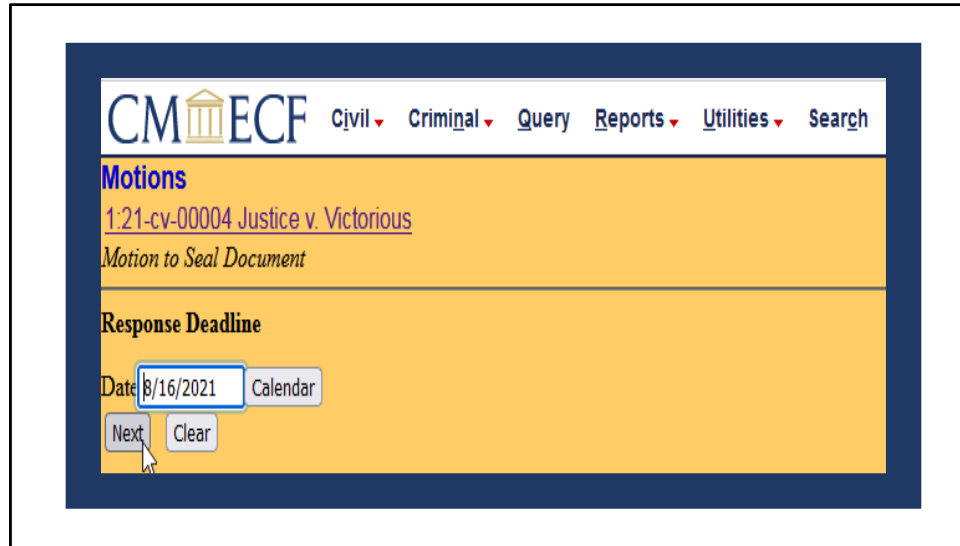 CM ECF Civil Criminal Query Reports Utilities Search
Motions
1:21-cv-00004 Justice v. Victorious
Motion to Seal Document
Response Deadline
Date 8/16/2021 Calendar
Next Clear